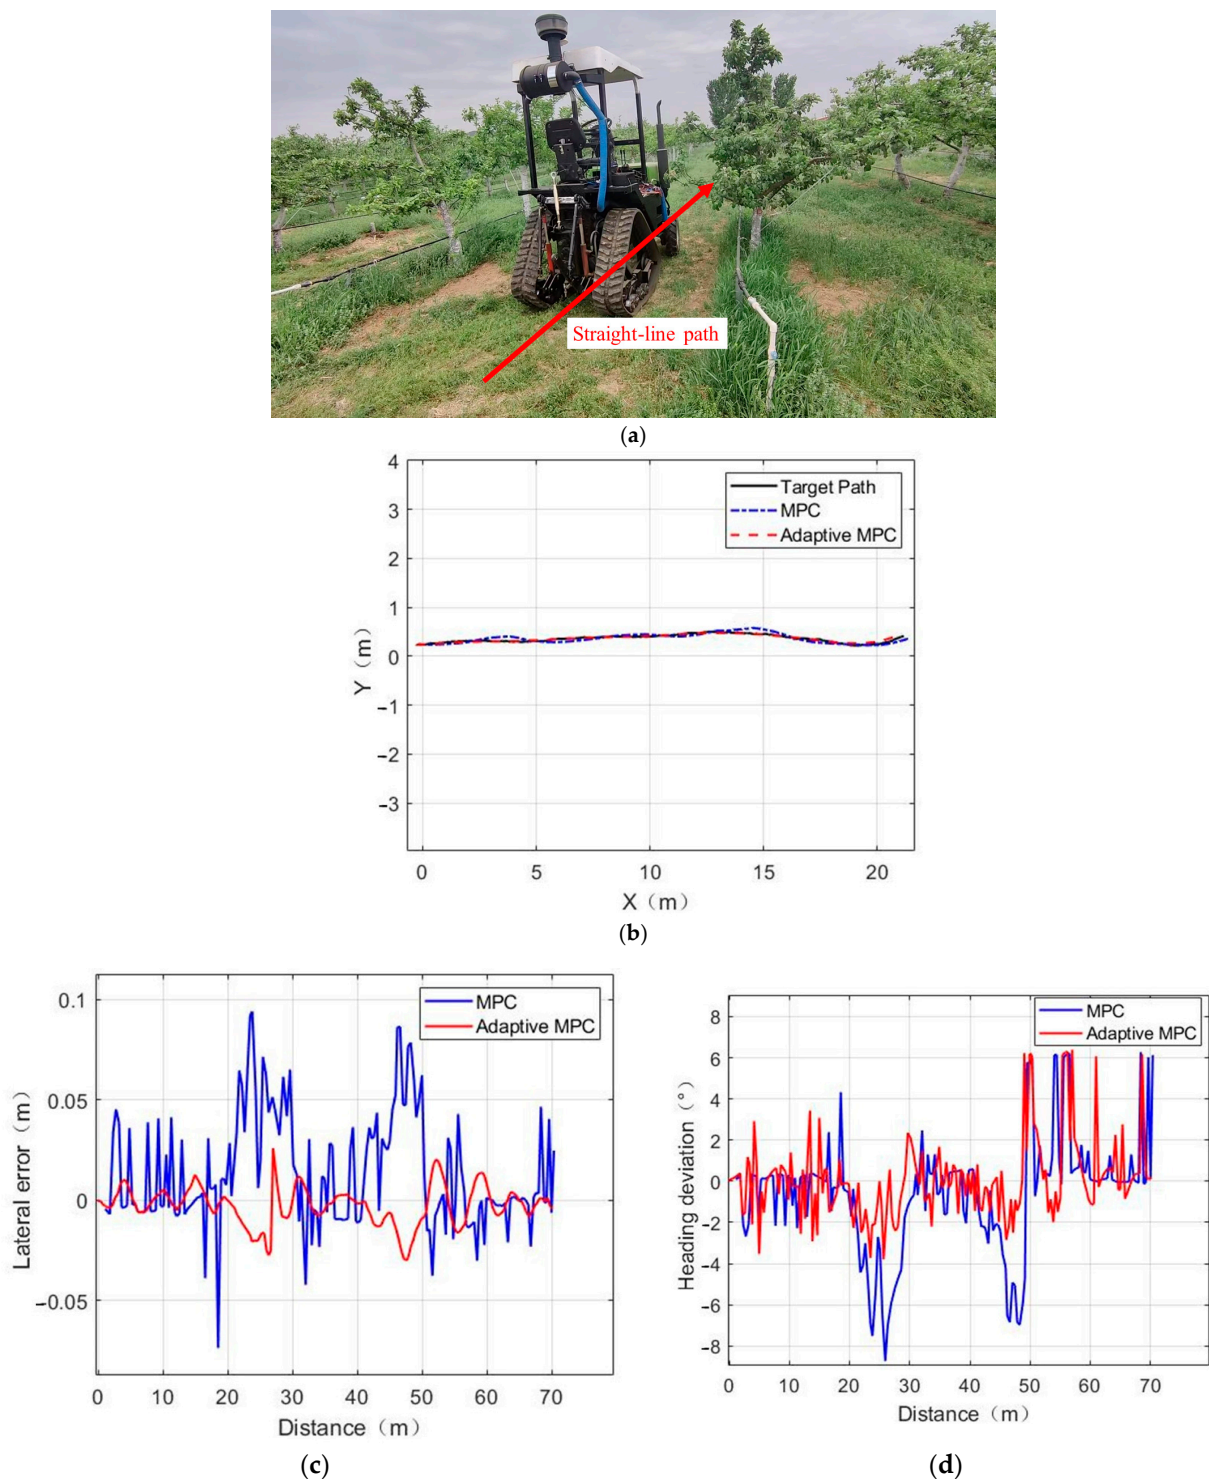 Straight-line path
(a)
4
3
2
1
0
−1
−2
−3
Y (m)
Target Path
MPC
Adaptive MPC
0 5 10 15 20
X (m)
(b)
0.1
0.05
0
−0.05
Lateral error (m)
MPC
Adaptive MPC
0 10 20 30 40 50 60 70
Distance (m)
(c)
8
6
4
2
0
−2
−4
−6
−8
Heading deviation (°)
MPC
Adaptive MPC
0 10 20 30 40 50 60 70
Distance (m)
(d)